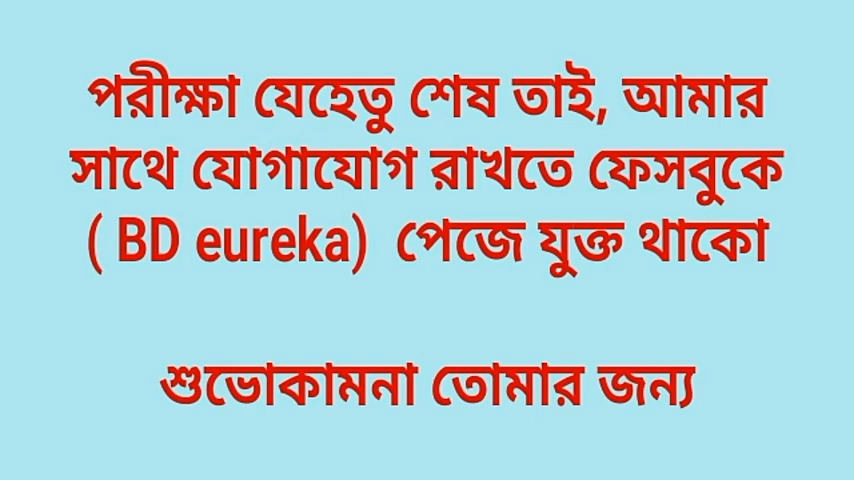 পরীক্ষা যেহেতু শেষ তাই, আমার
সাথে যোগাযোগ রাখতে ফেসবুকে
( BD eureka) পেজে যুক্ত থাকো
শুভোকামনা তোমার জন্য